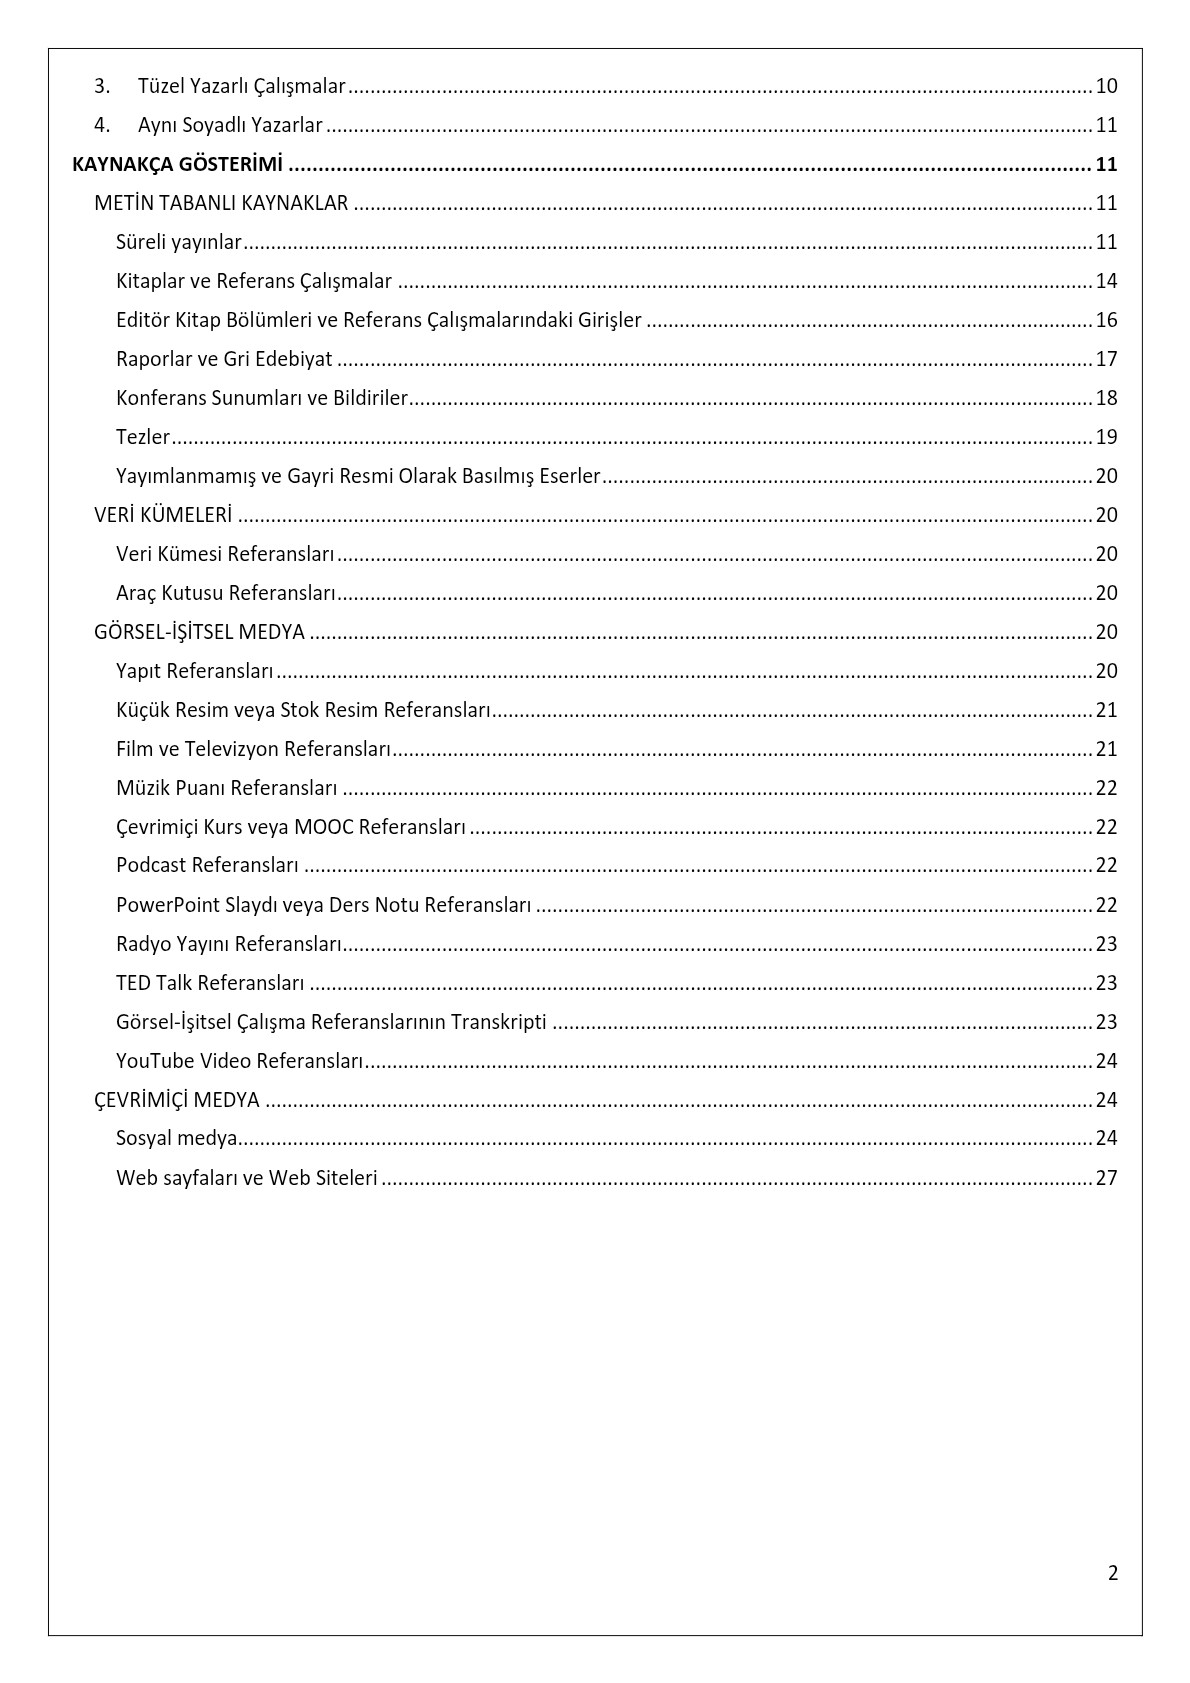 3. Tüzel Yazarlı Çalışmalar 10
4. Aynı Soyadlı Yazarlar 11
KAYNAKÇA GÖSTERİMİ 11
METİN TABANLI KAYNAKLAR 11
Süreli yayınlar 11
Kitaplar ve Referans Çalışmalar 14
Editör Kitap Bölümleri ve Referans Çalışmalarındaki Girişler 16
Raporlar ve Gri Edebiyat 17
Konferans Sunumları ve Bildiriler 18
Tezler 19
Yayımlanmamış ve Gayri Resmi Olarak Basılmış Eserler 20
VERİ KÜMELERİ 20
Veri Kümesi Referansları 20
Araç Kutusu Referansları 20
GÖRSEL-İŞİTSEL MEDYA 20
Yapıt Referansları 20
Küçük Resim veya Stok Resim Referansları 21
Film ve Televizyon Referansları 21
Müzik Puanı Referansları 22
Çevrimiçi Kurs veya MOOC Referansları 22
Podcast Referansları 22
PowerPoint Slaydı veya Ders Notu Referansları 22
Radyo Yayını Referansları 23
TED Talk Referansları 23
Görsel-İşitsel Çalışma Referanslarının Transkripti 23
YouTube Video Referansları 24
ÇEVRİMİÇİ MEDYA 24
Sosyal medya 24
Web sayfaları ve Web Siteleri 27
2